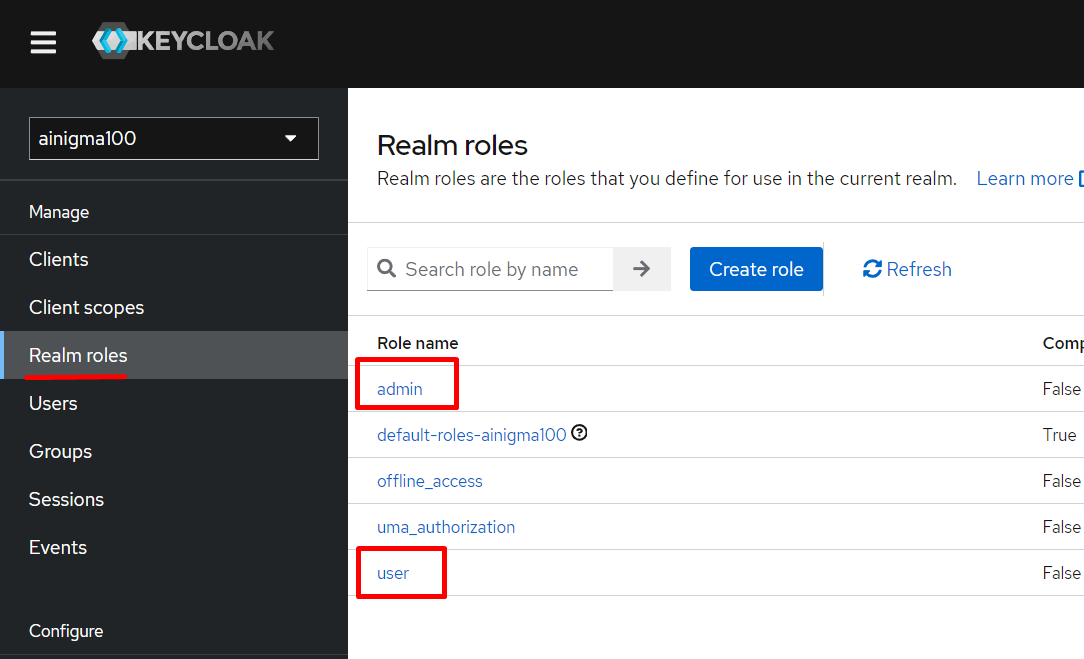 KEYCLOAK
ainigma100
Manage
Clients
Client scopes
Realm roles
Users
Groups
Sessions
Events
Configure
Realm roles
Realm roles are the roles that you define for use in the current realm. Learn more
Search role by name
Create role
Refresh
Role name Comp
admin False
default-roles-ainigma100 True
offline_access False
uma_authorization False
user False